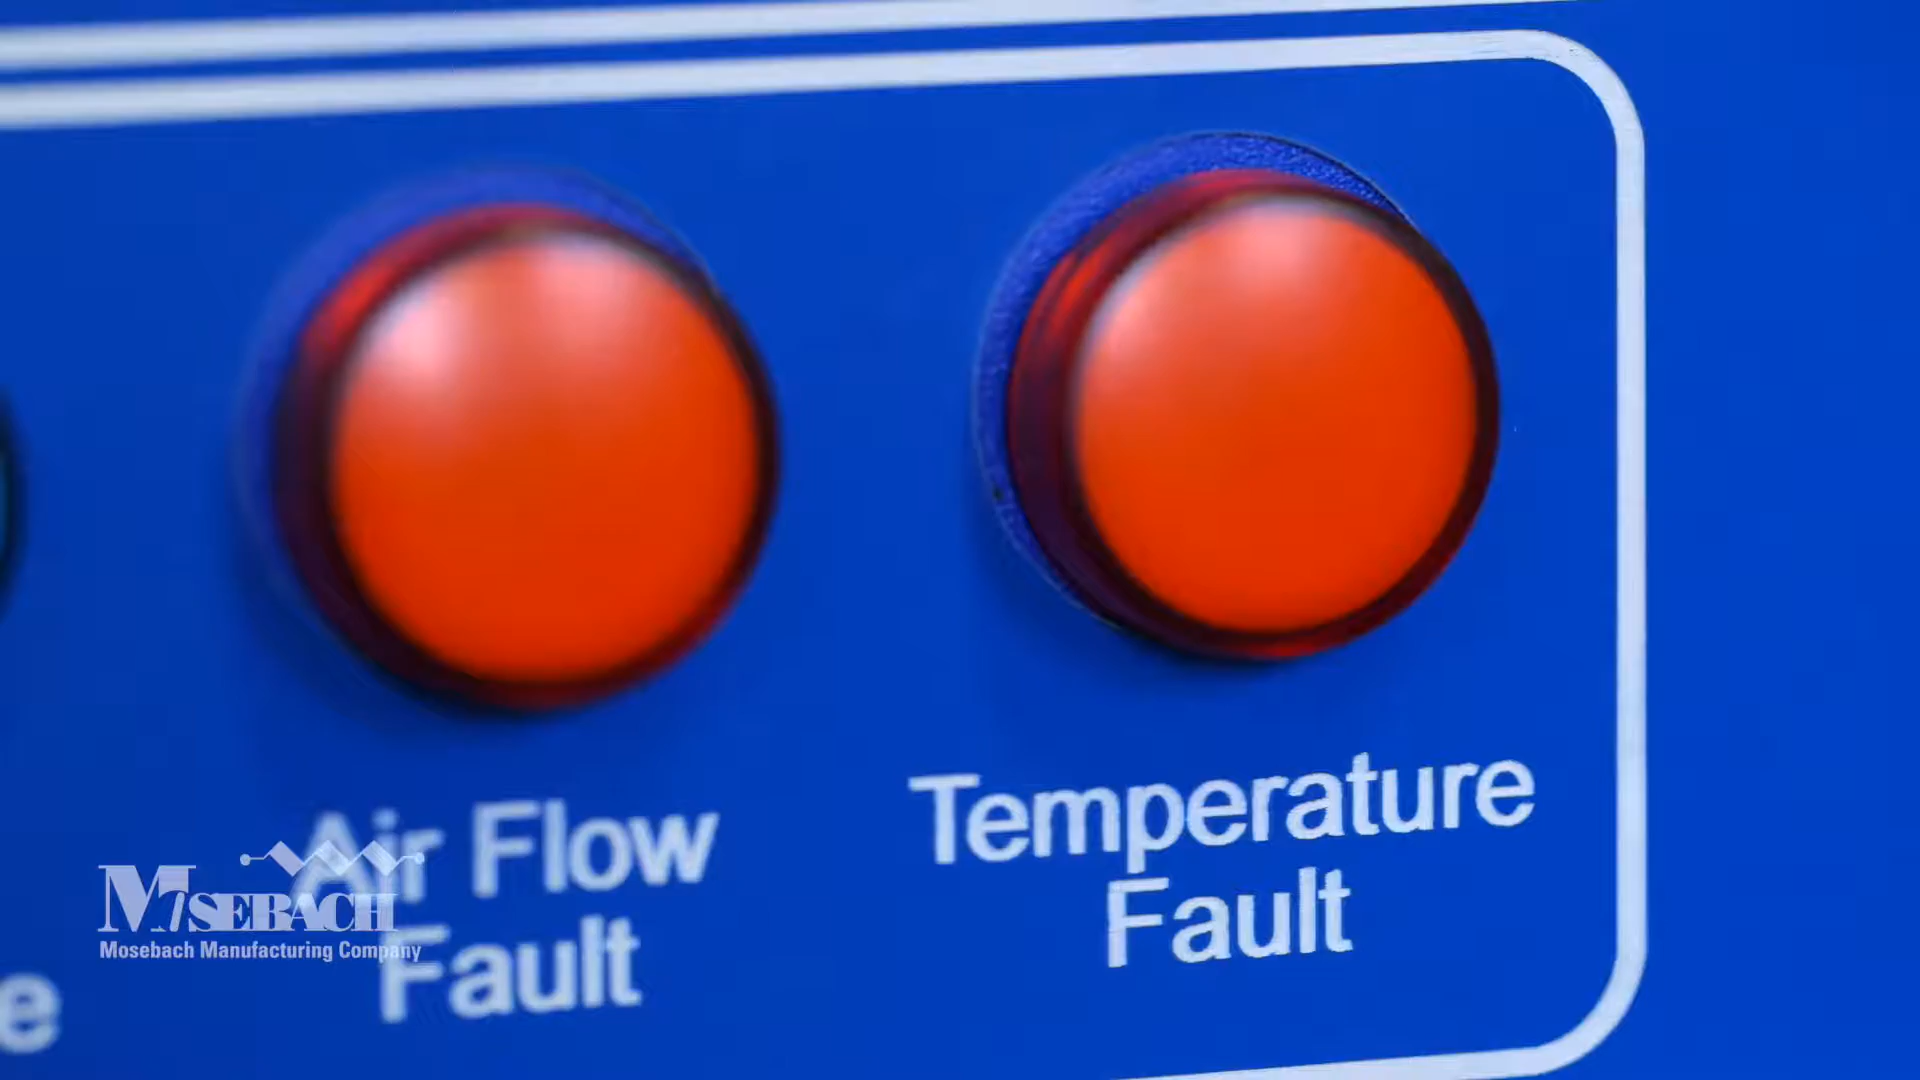 Air Flow
Fault
Temperature
Fault
MOSEBACH
Mosebach Manufacturing Company
e